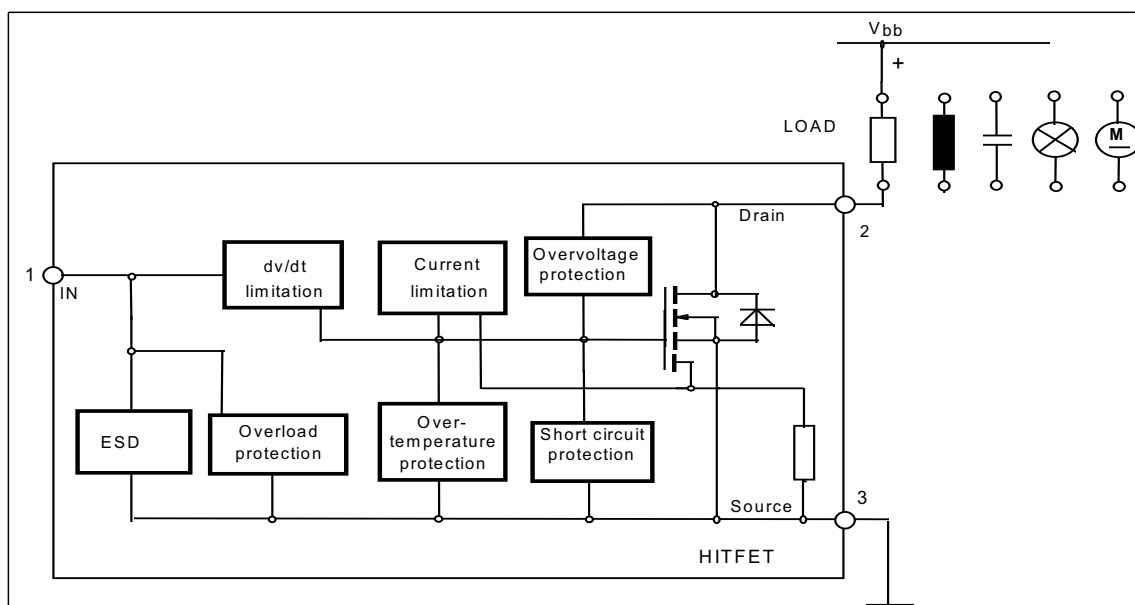 Vbb
+
LOAD
M
Drain
2
Overvoltage
protection
dv/dt
limitation
Current
limitation
1
IN
ESD
Overload
protection
Over-
temperature
protection
Short circuit
protection
Source
3
HITFET